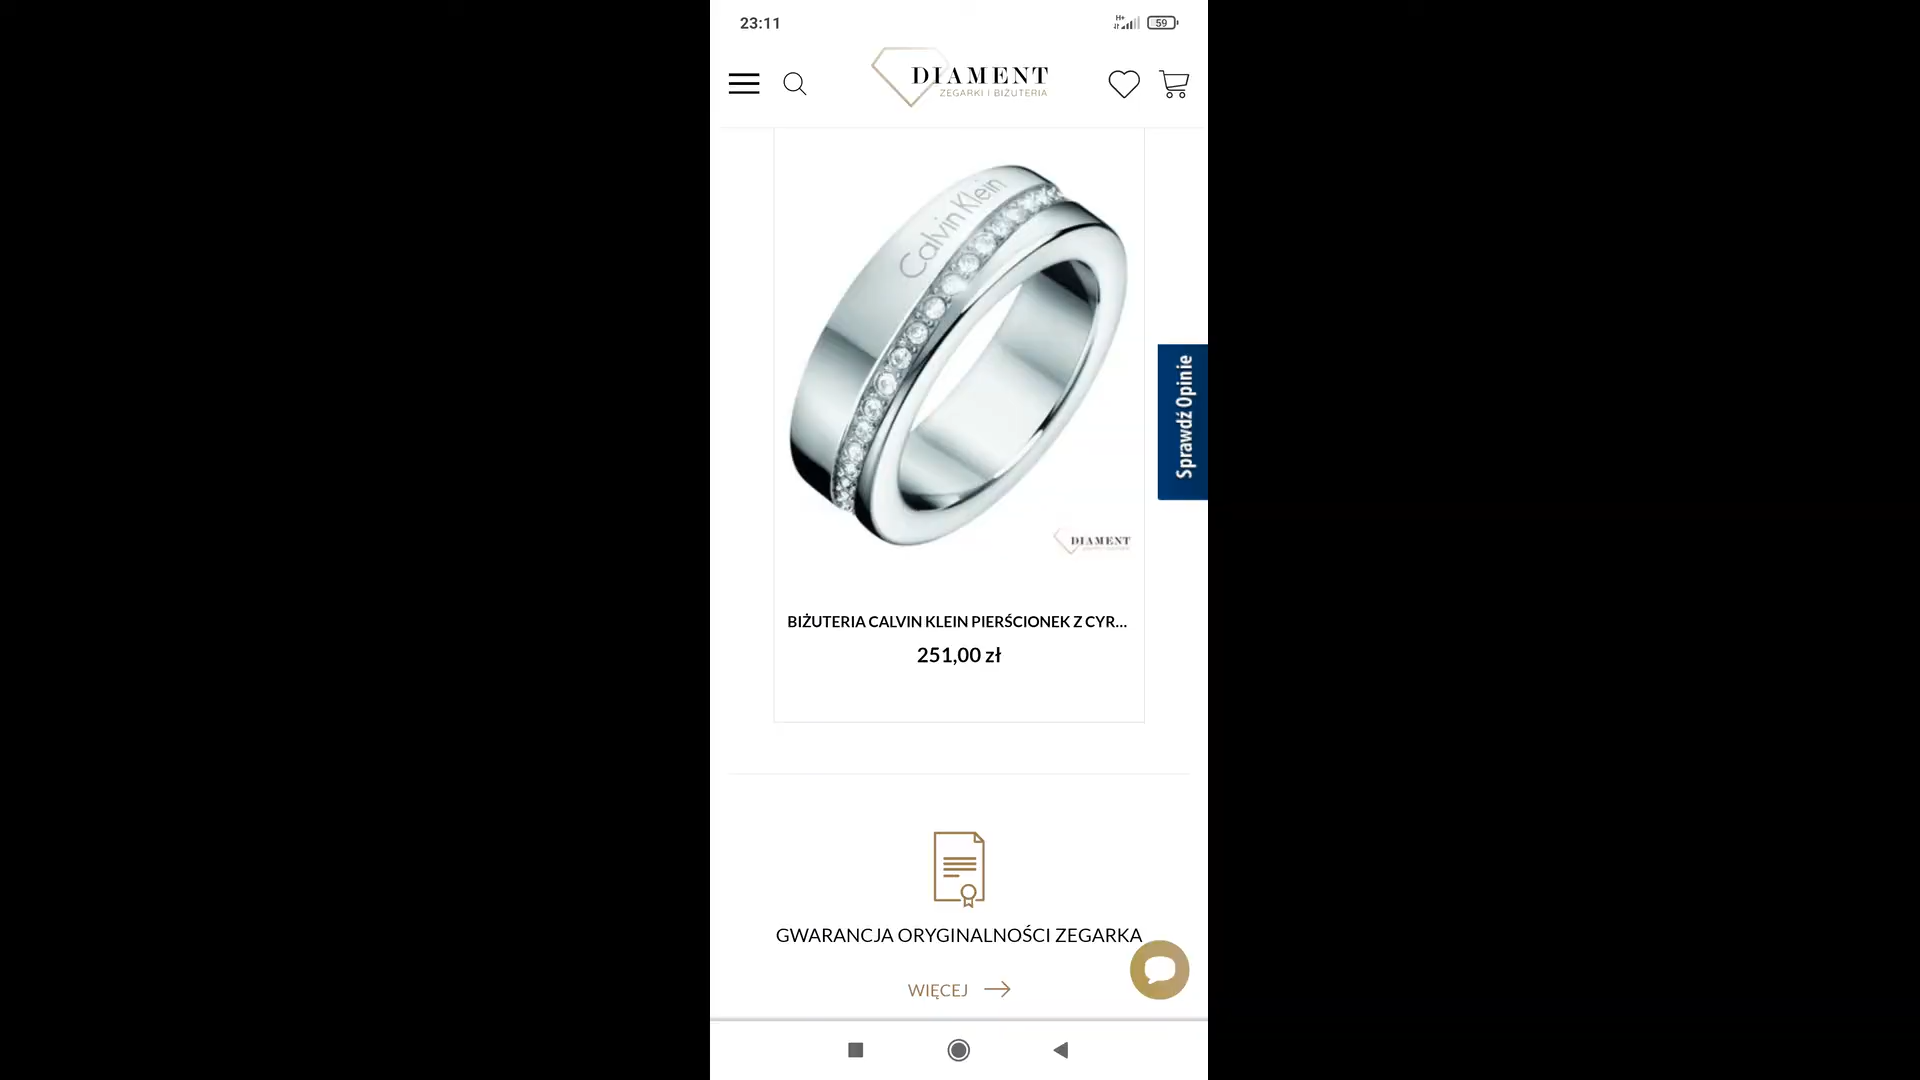 23:11
H+
59
DIAMENT
ZEGARKI I BIŻUTERIA
Calvin Klein
Sprawdź Opinie
DIAMENT
BIŻUTERIA CALVIN KLEIN PIERŚCIONEK Z CYR...
251,00 zł
GWARANCJA ORYGINALNOŚCI ZEGARKA
WIĘCEJ